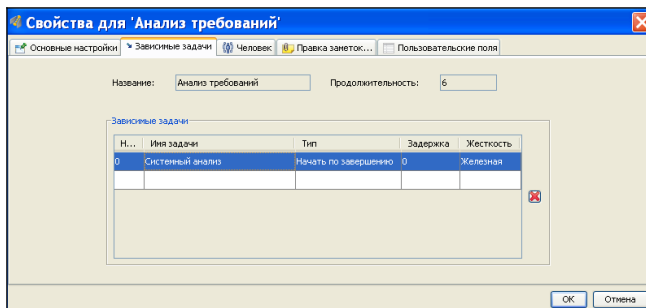 Свойства для 'Анализ требований'
Основные настройки Зависимые задачи Человек Правка заметок... Пользовательские поля
Название: Анализ требований Продолжительность: 6
Зависимые задачи
Н... Имя задачи Тип Задержка Жесткость
0 Системный анализ Начать по завершению 0 Железная
OK Отмена